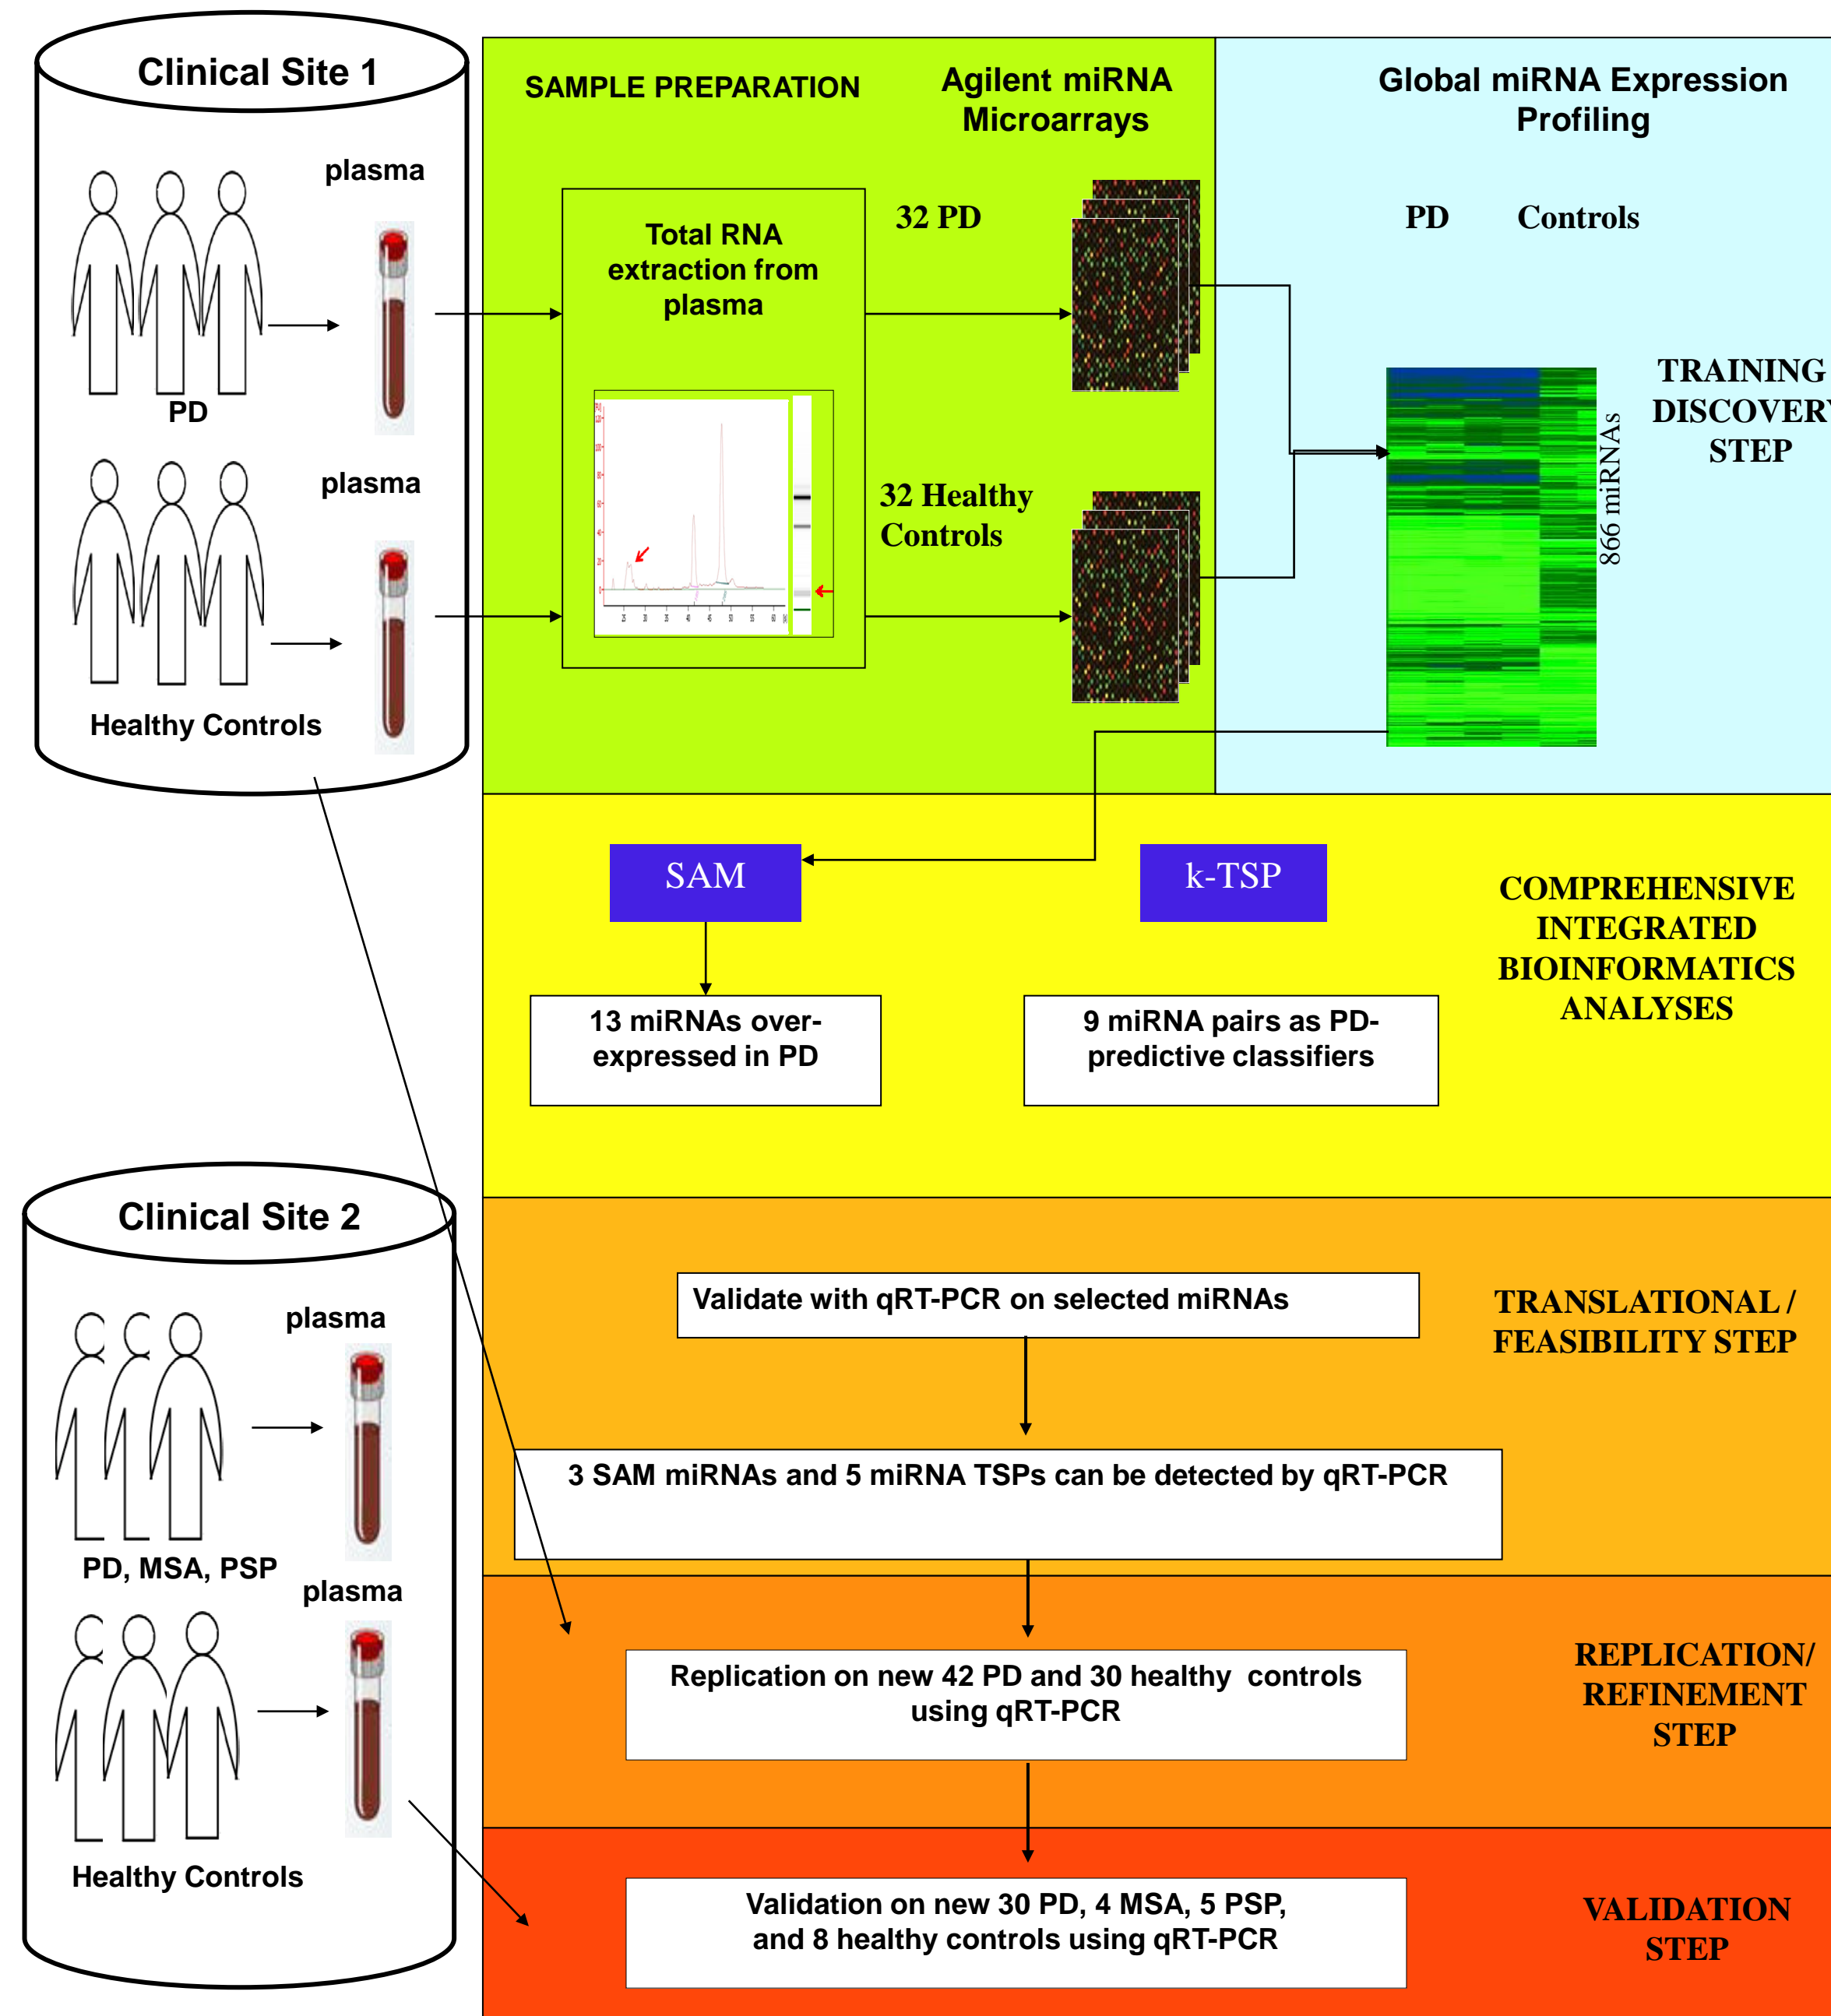 Clinical Site 1
plasma
PD
plasma
Healthy Controls
SAMPLE PREPARATION
Agilent miRNA
Microarrays
Total RNA
extraction from
plasma
32 PD
32 Healthy
Controls
Global miRNA Expression
Profiling
PD Controls
866 miRNAs
TRAINING
DISCOVERY
STEP
SAM
k-TSP
13 miRNAs over-
expressed in PD
9 miRNA pairs as PD-
predictive classifiers
COMPREHENSIVE
INTEGRATED
BIOINFORMATICS
ANALYSES
Clinical Site 2
plasma
PD, MSA, PSP
plasma
Healthy Controls
Validate with qRT-PCR on selected miRNAs
3 SAM miRNAs and 5 miRNA TSPs can be detected by qRT-PCR
TRANSLATIONAL /
FEASIBILITY STEP
Replication on new 42 PD and 30 healthy controls
using qRT-PCR
REPLICATION/
REFINEMENT
STEP
Validation on new 30 PD, 4 MSA, 5 PSP,
and 8 healthy controls using qRT-PCR
VALIDATION
STEP